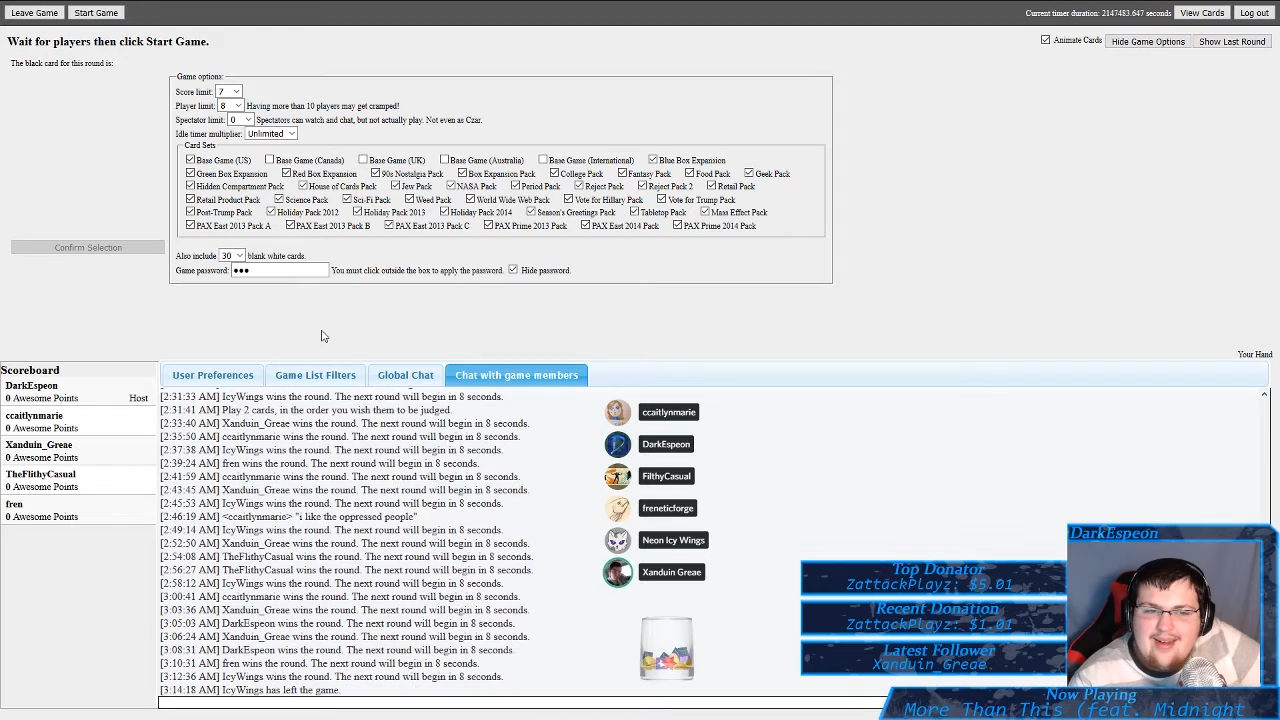 Leave Game Start Game Current timer duration: 2147483.647 seconds View Cards Log out
Wait for players then click Start Game. Animate Cards Hide Game Options Show Last Round
The black card for this round is:
Game options:
Score limit: 7
Player limit: 8 Having more than 10 players may get cramped!
Spectator limit: 0 Spectators can watch and chat, but not actually play. Not even as Czar.
Idle timer multiplier: Unlimited
Card Sets
Base Game (US) Base Game (Canada) Base Game (UK) Base Game (Australia) Base Game (International) Blue Box Expansion
Green Box Expansion Red Box Expansion 90s Nostalgia Pack Box Expansion Pack College Pack Fantasy Pack Food Pack Geek Pack
Hidden Compartment Pack House of Cards Pack Jew Pack NASA Pack Period Pack Reject Pack Reject Pack 2 Retail Pack
Retail Product Pack Science Pack Sci-Fi Pack Weed Pack World Wide Web Pack Vote for Hillary Pack Vote for Trump Pack
Post-Trump Pack Holiday Pack 2012 Holiday Pack 2013 Holiday Pack 2014 Season's Greetings Pack Tabletop Pack Mass Effect Pack
PAX East 2013 Pack A PAX East 2013 Pack B PAX East 2013 Pack C PAX Prime 2013 Pack PAX East 2014 Pack PAX Prime 2014 Pack
Confirm Selection
Also include 30 blank white cards.
Game password: ●●● You must click outside the box to apply the password. Hide password.
Your Hand
Scoreboard
DarkEspeon
0 Awesome Points Host
ccaitlynmarie
0 Awesome Points
Xanduin_Greae
0 Awesome Points
TheFlithyCasual
0 Awesome Points
fren
0 Awesome Points
User Preferences Game List Filters Global Chat Chat with game members
[2:31:33 AM] IcyWings wins the round. The next round will begin in 8 seconds.
[2:31:41 AM] Play 2 cards, in the order you wish them to be judged.
[2:33:40 AM] Xanduin_Greae wins the round. The next round will begin in 8 seconds.
[2:35:50 AM] ccaitlynmarie wins the round. The next round will begin in 8 seconds.
[2:37:38 AM] IcyWings wins the round. The next round will begin in 8 seconds.
[2:39:24 AM] fren wins the round. The next round will begin in 8 seconds.
[2:41:59 AM] ccaitlynmarie wins the round. The next round will begin in 8 seconds.
[2:43:45 AM] Xanduin_Greae wins the round. The next round will begin in 8 seconds.
[2:45:53 AM] IcyWings wins the round. The next round will begin in 8 seconds.
[2:46:19 AM] <ccaitlynmarie> "i like the oppressed people"
[2:49:14 AM] IcyWings wins the round. The next round will begin in 8 seconds.
[2:52:50 AM] Xanduin_Greae wins the round. The next round will begin in 8 seconds.
[2:54:08 AM] TheFlithyCasual wins the round. The next round will begin in 8 seconds.
[2:56:27 AM] TheFlithyCasual wins the round. The next round will begin in 8 seconds.
[2:58:12 AM] IcyWings wins the round. The next round will begin in 8 seconds.
[3:00:41 AM] ccaitlynmarie wins the round. The next round will begin in 8 seconds.
[3:03:36 AM] Xanduin_Greae wins the round. The next round will begin in 8 seconds.
[3:05:03 AM] DarkEspeon wins the round. The next round will begin in 8 seconds.
[3:06:24 AM] Xanduin_Greae wins the round. The next round will begin in 8 seconds.
[3:08:31 AM] DarkEspeon wins the round. The next round will begin in 8 seconds.
[3:10:31 AM] fren wins the round. The next round will begin in 8 seconds.
[3:12:36 AM] IcyWings wins the round. The next round will begin in 8 seconds.
[3:14:18 AM] IcyWings has left the game.
ccaitlynmarie
DarkEspeon
FilthyCasual
freneticforge
Neon Icy Wings
Xanduin Greae
DarkEspeon
Top Donator
ZattackPlayz: $5.01
Recent Donation
ZattackPlayz: $1.01
Latest Follower
Xanduin_Greae
Now Playing
More Than This (feat. Midnight